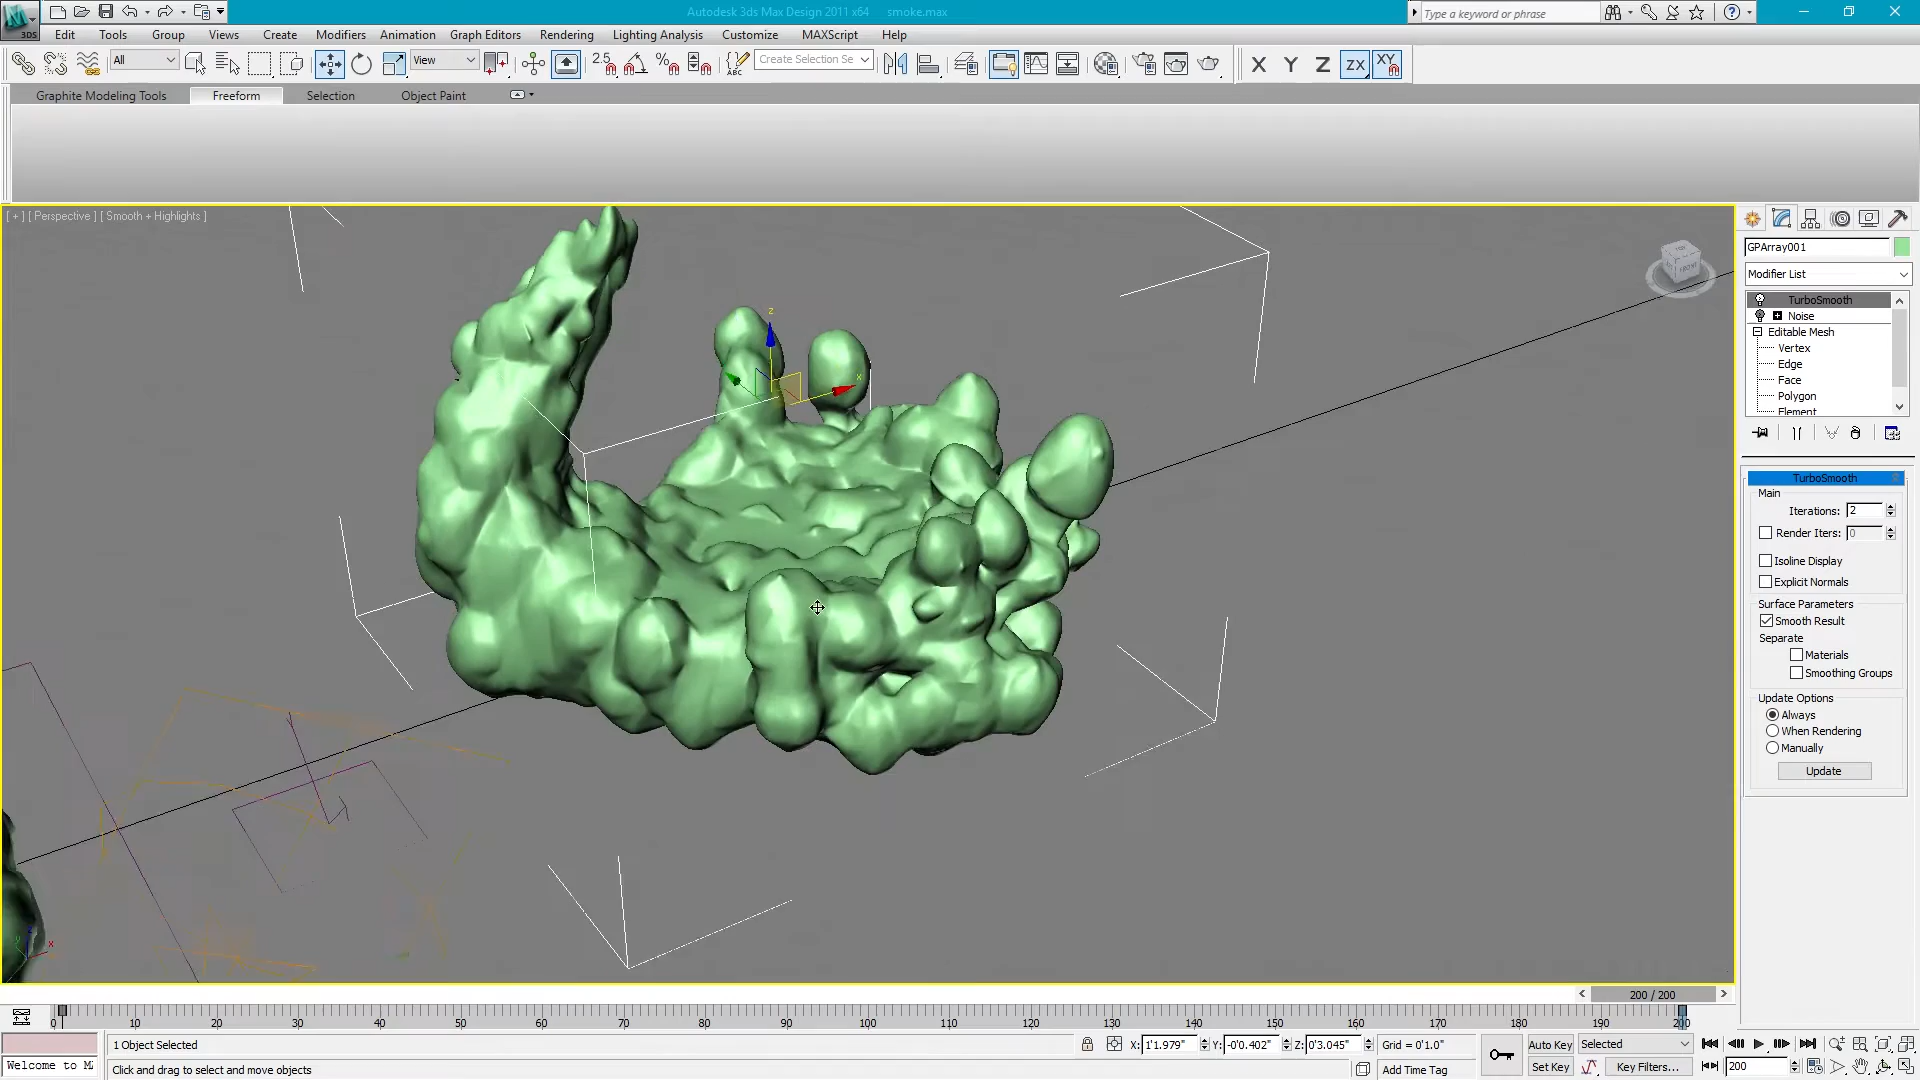 Autodesk 3ds Max Design 2011 x64 smoke.max
Type a keyword or phrase
3DS
Edit Tools Group Views Create Modifiers Animation Graph Editors Rendering Lighting Analysis Customize MAXScript Help
All View 2.5 ABC Create Selection Se X Y Z ZX XY
Graphite Modeling Tools Freeform Selection Object Paint
[ + ] [ Perspective ] [ Smooth + Highlights ]
GPArray001
Modifier List
TurboSmooth
Noise
Editable Mesh
Vertex
Edge
Face
Polygon
Element
TurboSmooth
Main
Iterations: 2
Render Iters: 0
Isoline Display
Explicit Normals
Surface Parameters
Smooth Result
Separate
Materials
Smoothing Groups
Update Options
Always
When Rendering
Manually
Update
FRONT
z
x
x
200 / 200
0 10 20 30 40 50 60 70 80 90 100 110 120 130 140 150 160 170 180 190 200
1 Object Selected X: 1'1.979" Y: -0'0.402" Z: 0'3.045" Grid = 0'1.0" Auto Key Selected
Welcome to M Click and drag to select and move objects Add Time Tag Set Key Key Filters... 200